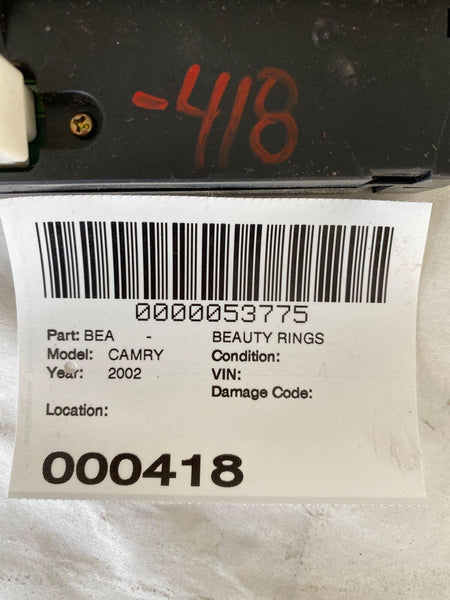 -418
0000053775
Part: BEA - BEAUTY RINGS
Model: CAMRY Condition:
Year: 2002 VIN:
Damage Code:
Location:
000418